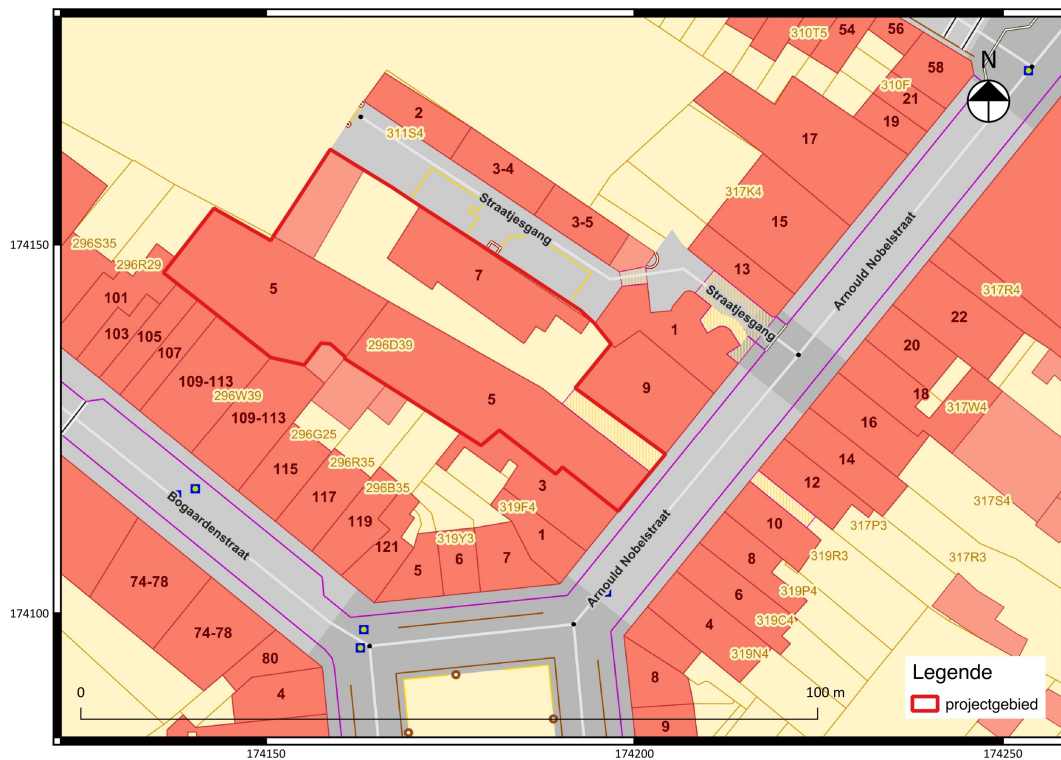 310T5
54
56
58
310F
21
19
N
2
311S4
3-4
17
Straatjesgang
3-5
317K4
15
174150
296S35
296R29
7
13
Arnould Nobelstraat
317R4
101
5
Straatjesgang
103
105
107
1
22
296D39
20
109-113
9
296W39
5
18
317W4
109-113
296G25
16
115
296R35
14
3
12
117
296B35
319F4
317S4
119
10
317P3
1
121
319Y3
Bogaardenstraat
8
319R3
317R3
5
6
7
Arnould Nobelstraat
74-78
6
319P4
174100
4
319C4
74-78
319N4
80
8
Legende
4
0
100 m
projectgebied
9
174150
174200
174250